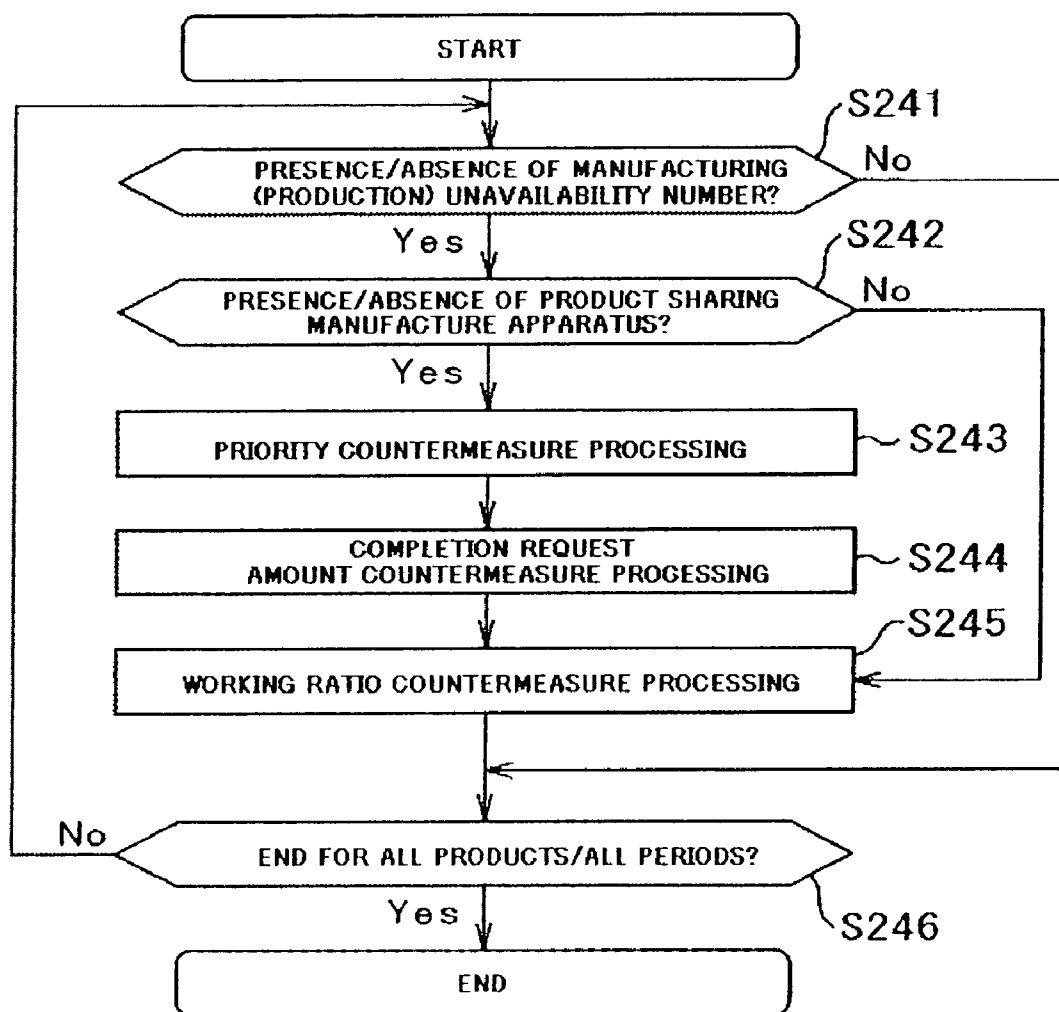 START
S241
PRESENCE/ABSENCE OF MANUFACTURING
(PRODUCTION) UNAVAILABILITY NUMBER?
No
Yes
S242
PRESENCE/ABSENCE OF PRODUCT SHARING
MANUFACTURE APPARATUS?
No
Yes
PRIORITY COUNTERMEASURE PROCESSING
S243
COMPLETION REQUEST
AMOUNT COUNTERMEASURE PROCESSING
S244
S245
WORKING RATIO COUNTERMEASURE PROCESSING
No
END FOR ALL PRODUCTS/ALL PERIODS?
Yes
S246
END